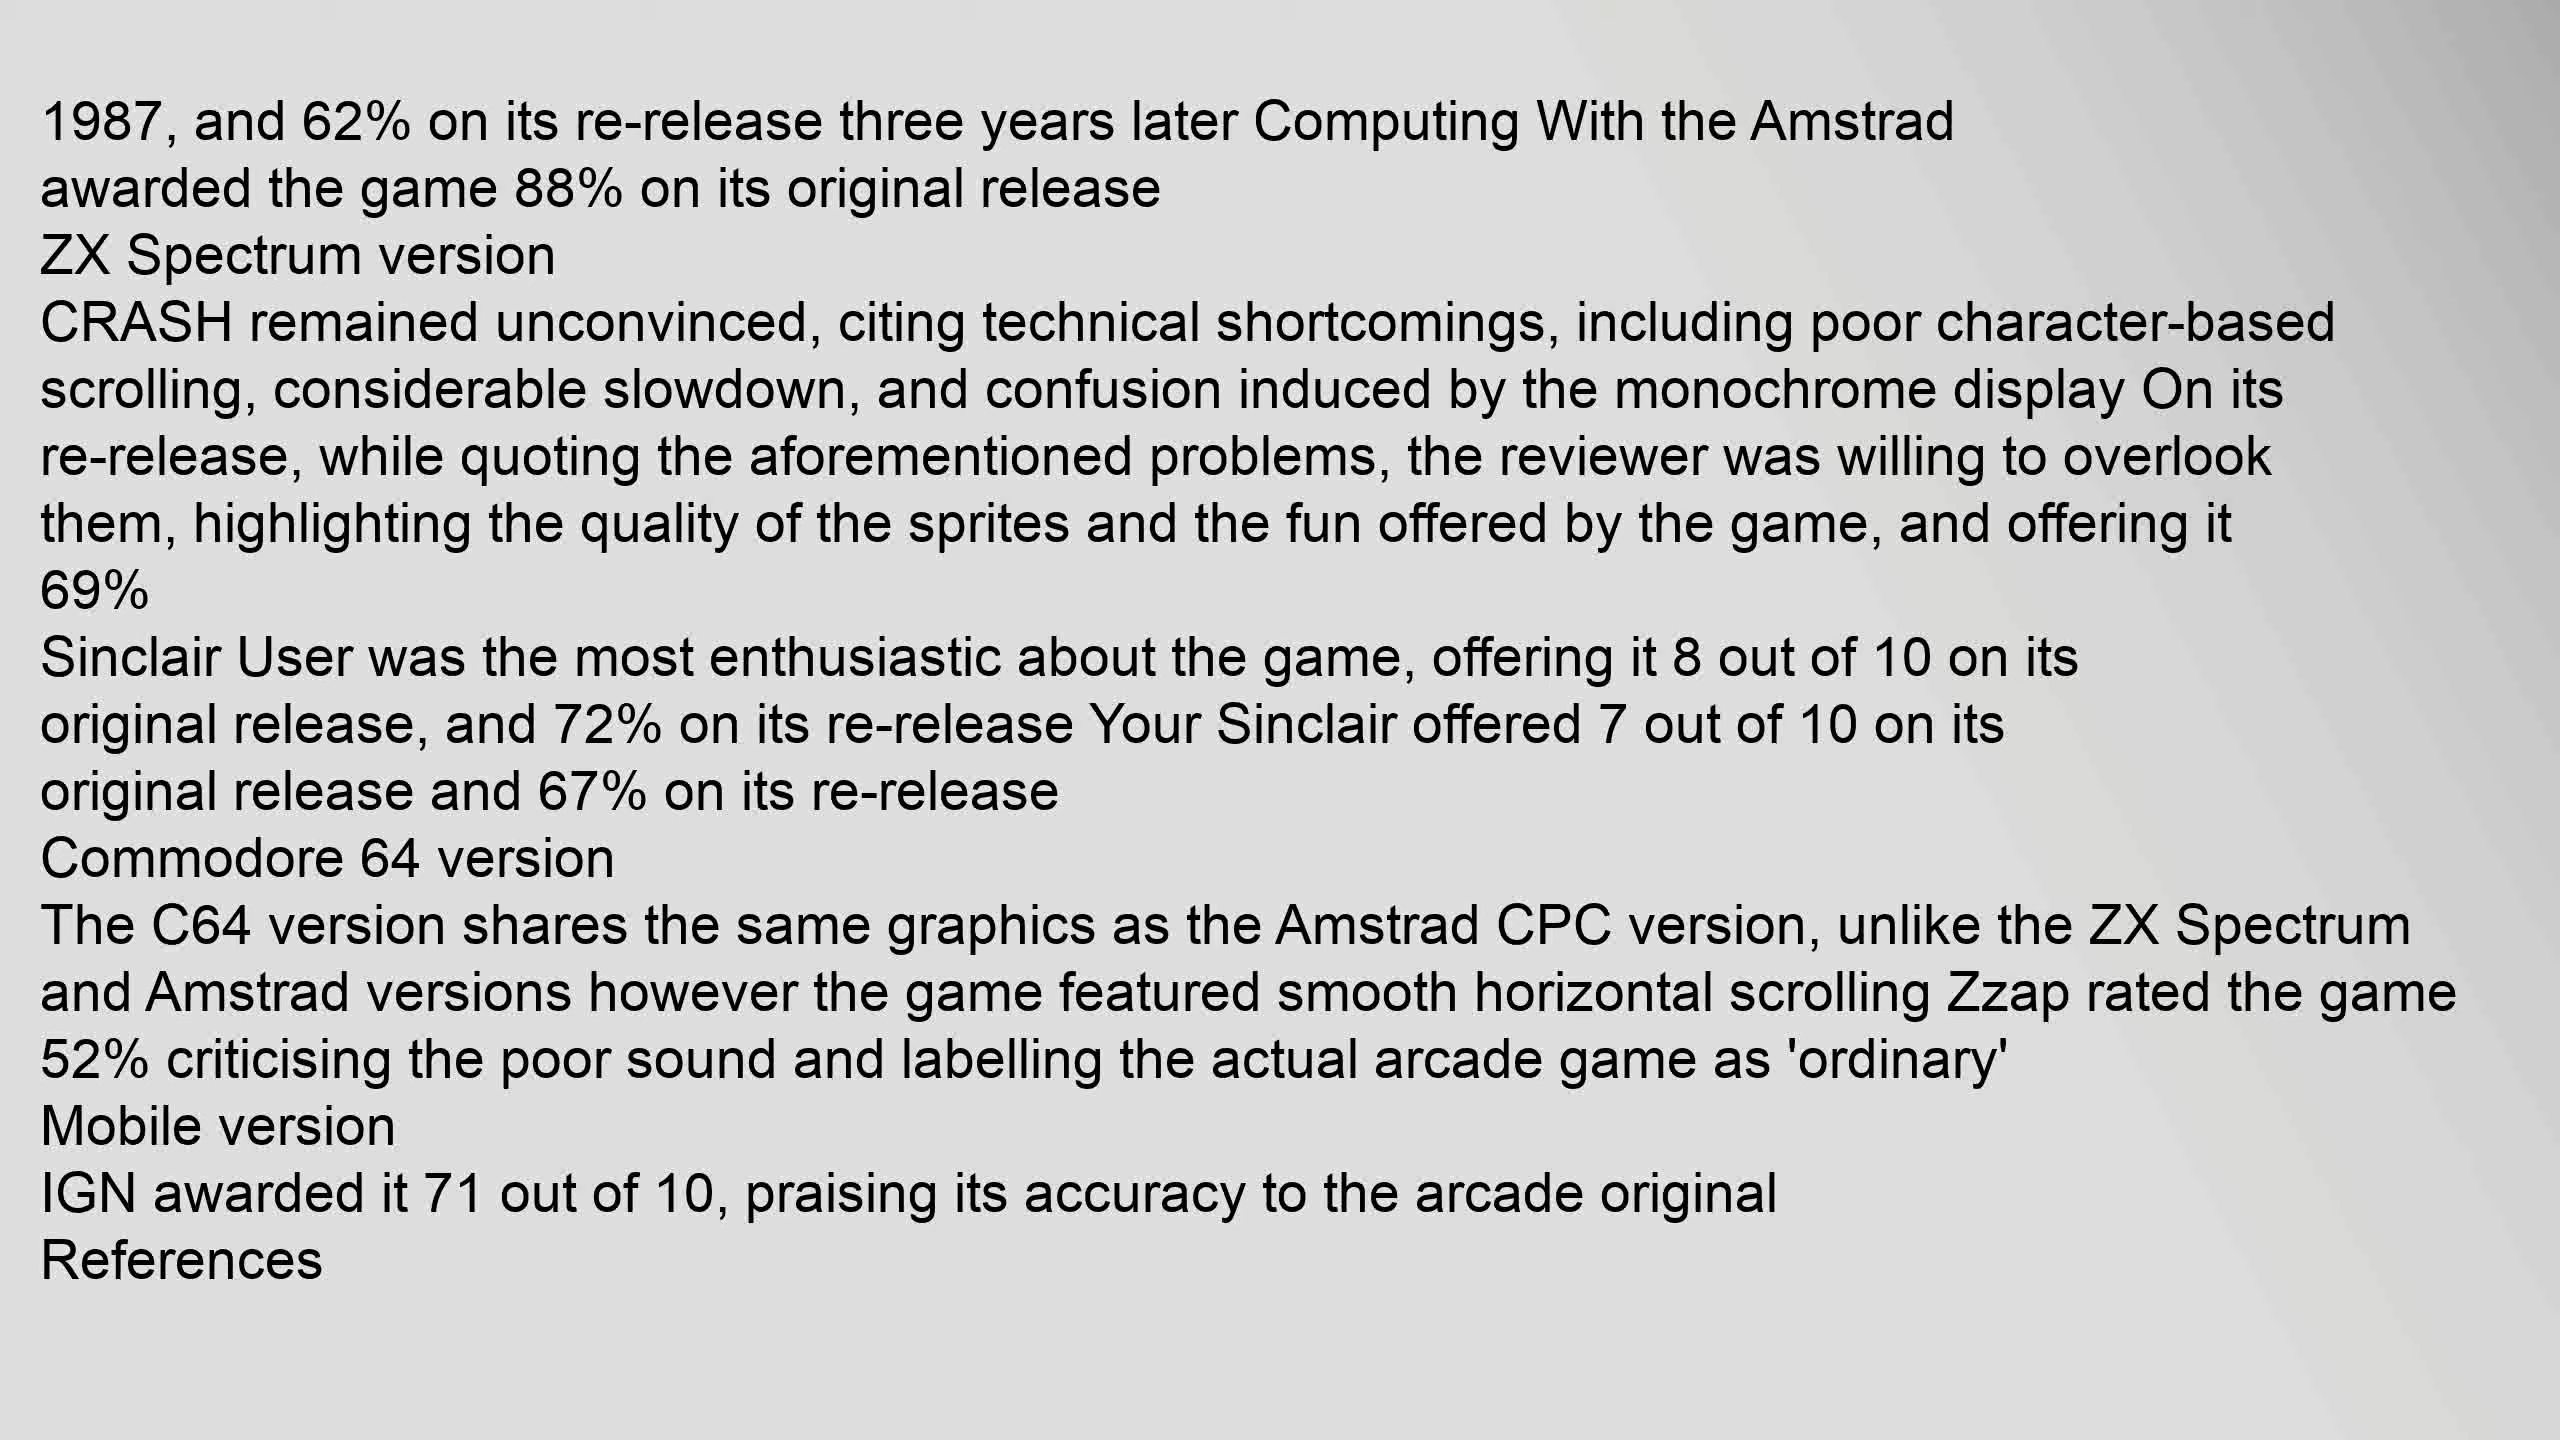 1987, and 62% on its re-release three years later Computing With the Amstrad
awarded the game 88% on its original release
ZX Spectrum version
CRASH remained unconvinced, citing technical shortcomings, including poor character-based
scrolling, considerable slowdown, and confusion induced by the monochrome display On its
re-release, while quoting the aforementioned problems, the reviewer was willing to overlook
them, highlighting the quality of the sprites and the fun offered by the game, and offering it
69%
Sinclair User was the most enthusiastic about the game, offering it 8 out of 10 on its
original release, and 72% on its re-release Your Sinclair offered 7 out of 10 on its
original release and 67% on its re-release
Commodore 64 version
The C64 version shares the same graphics as the Amstrad CPC version, unlike the ZX Spectrum
and Amstrad versions however the game featured smooth horizontal scrolling Zzap rated the game
52% criticising the poor sound and labelling the actual arcade game as 'ordinary'
Mobile version
IGN awarded it 71 out of 10, praising its accuracy to the arcade original
References